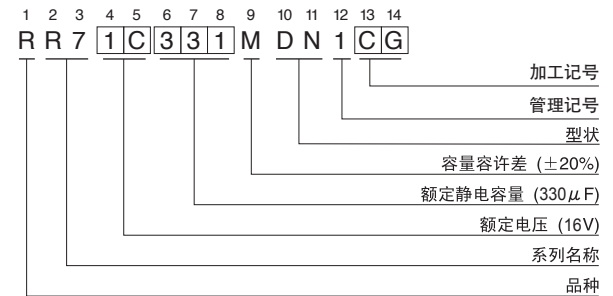 1 2 3 4 5 6 7 8 9 10 11 12 13 14
R R 7 1 C 3 3 1 M D N 1 C G
加工记号
管理记号
型状
容量容许差 (±20%)
额定静电容量 (330μF)
额定电压 (16V)
系列名称
品种